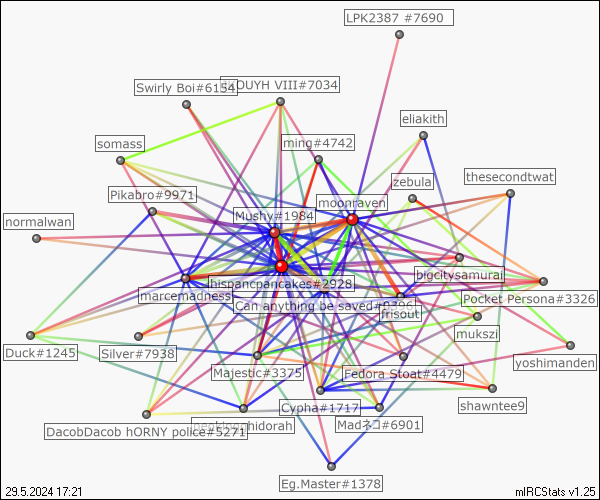 LPK2387 #7690
Swirly Boi#6154
OUYH VIII#7034
eliakith
somass
ming#4742
zebula
thesecondtwat
Pikabro#9971
moonraven
Mushy#1984
normalwan
bigcitysamurai
marcemadness
hispanicpancakes#2928
Pocket Persona#3326
Can anything be saved
frisout
mukszi
Duck#1245
Silver#7938
Majestic#3375
Fedora Stoat#4479
yoshimanden
Cypha#1717
shawntee9
DacobDacob hORNY police#5271
hidorah
Madネコ#6901
Eg.Master#1378
29.5.2024 17:21
mIRCStats v1.25